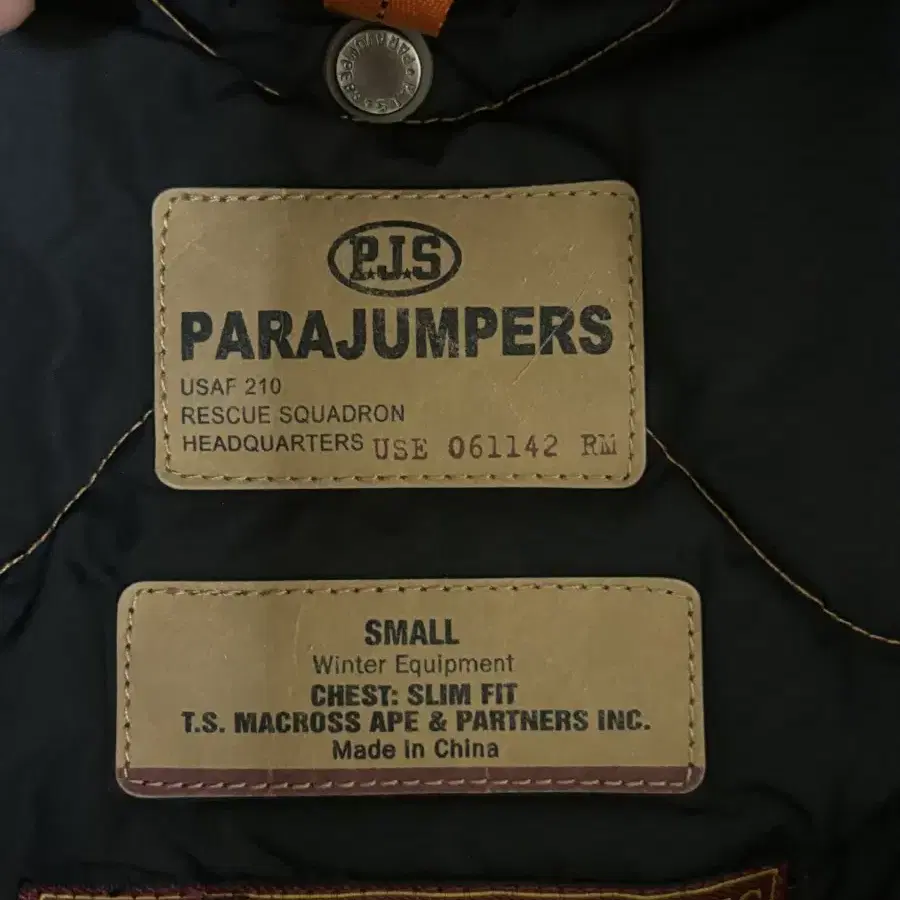 P.J.S
PARAJUMPERS
USAF 210
RESCUE SQUADRON
HEADQUARTERS USE 061142 RM
SMALL
Winter Equipment
CHEST: SLIM FIT
T.S. MACROSS APE & PARTNERS INC.
Made in China